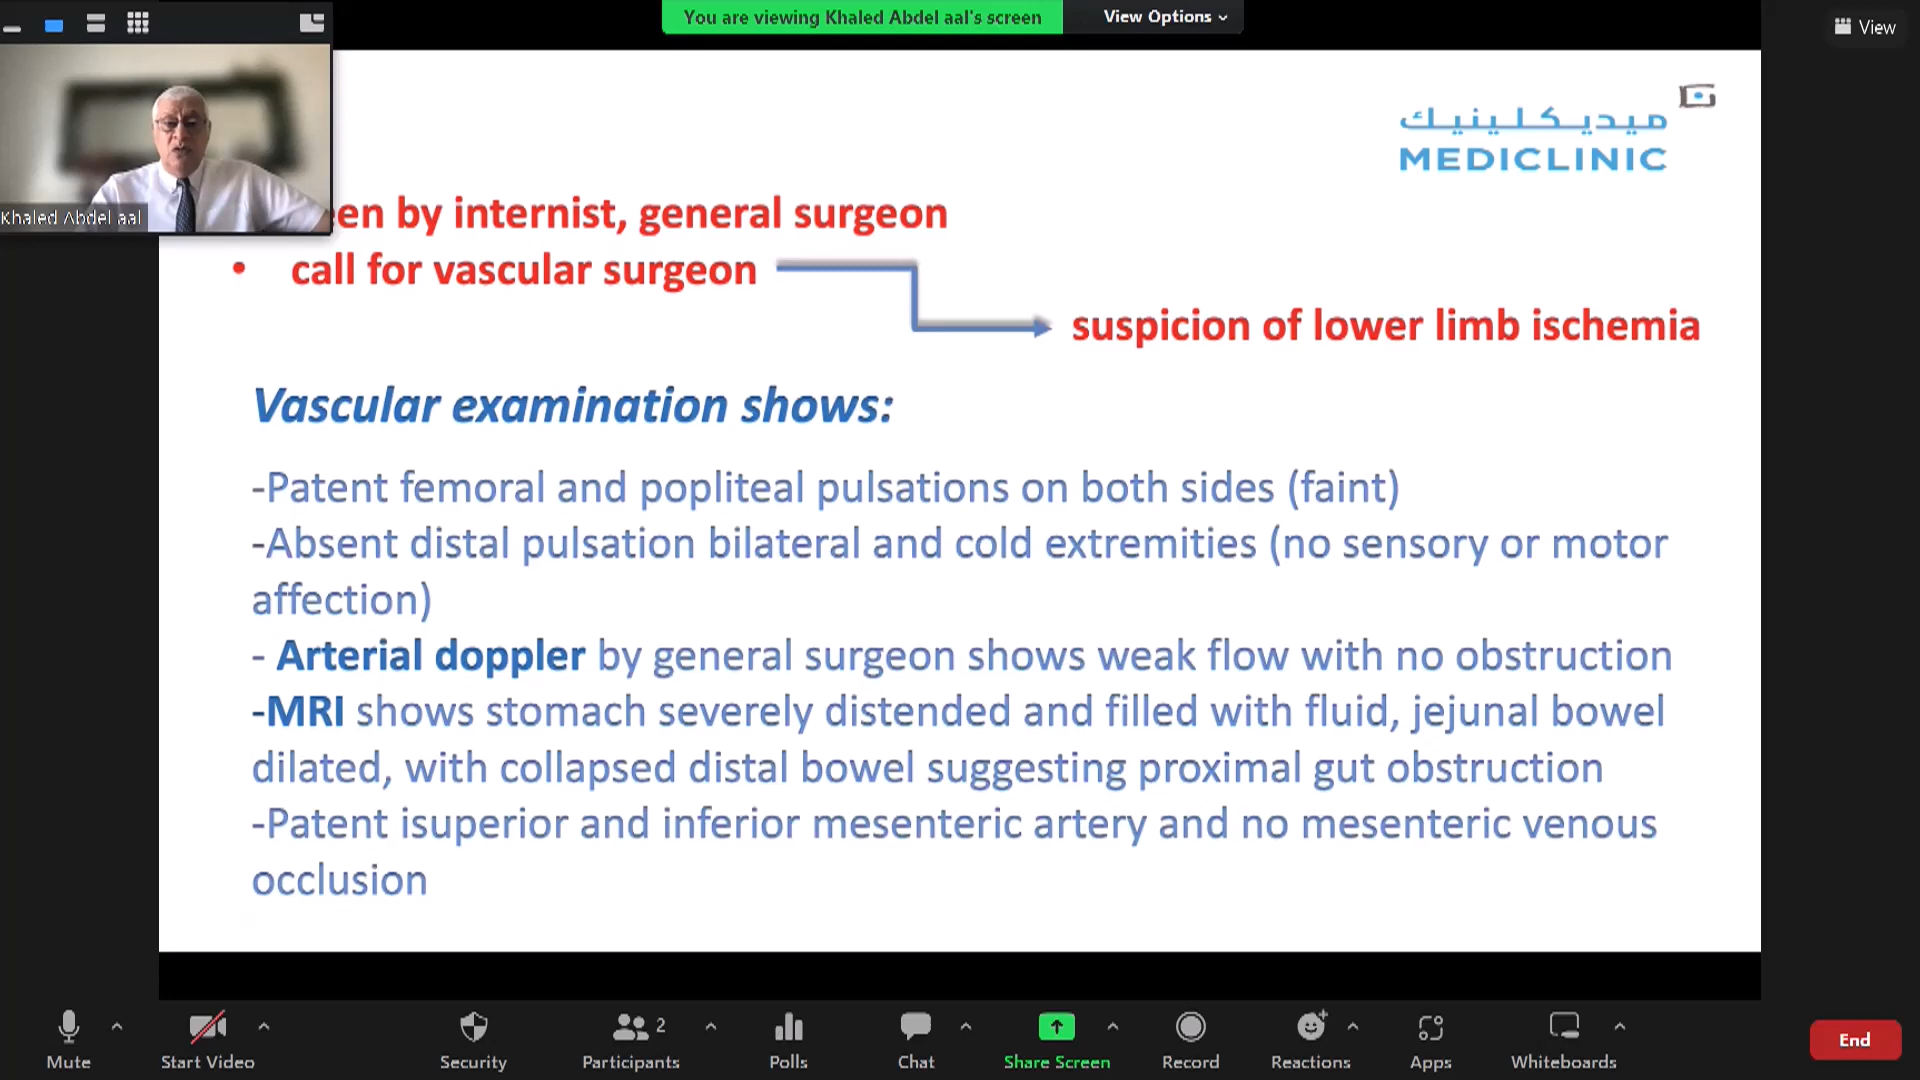 You are viewing Khaled Abdel aal's screen
View Options
View
ميديكلينيك
MEDICLINIC
Khaled Abdel aal
een by internist, general surgeon
• call for vascular surgeon
suspicion of lower limb ischemia
Vascular examination shows:
-Patent femoral and popliteal pulsations on both sides (faint)
-Absent distal pulsation bilateral and cold extremities (no sensory or motor
affection)
- Arterial doppler by general surgeon shows weak flow with no obstruction
-MRI shows stomach severely distended and filled with fluid, jejunal bowel
dilated, with collapsed distal bowel suggesting proximal gut obstruction
-Patent isuperior and inferior mesenteric artery and no mesenteric venous
occlusion
Mute
Start Video
Security
2
Participants
Polls
Chat
Share Screen
Record
Reactions
Apps
Whiteboards
End